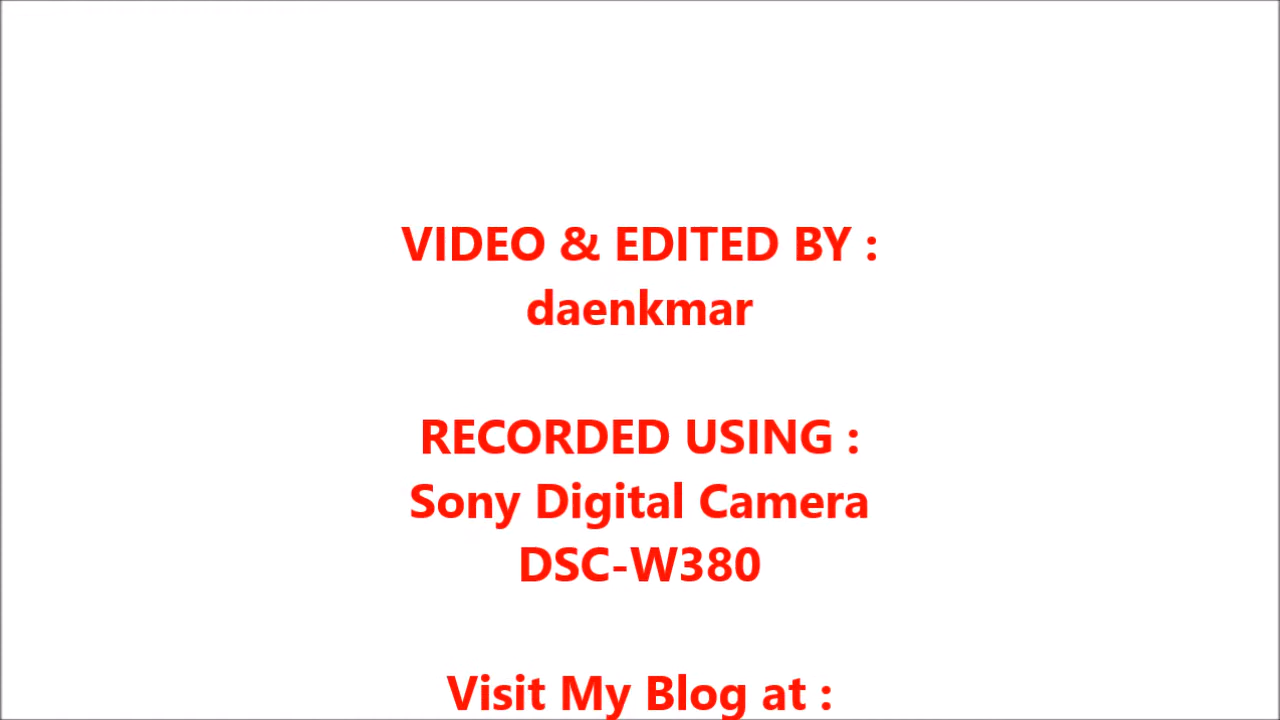 VIDEO & EDITED BY :
daenkmar
RECORDED USING :
Sony Digital Camera
DSC-W380
Visit My Blog at :